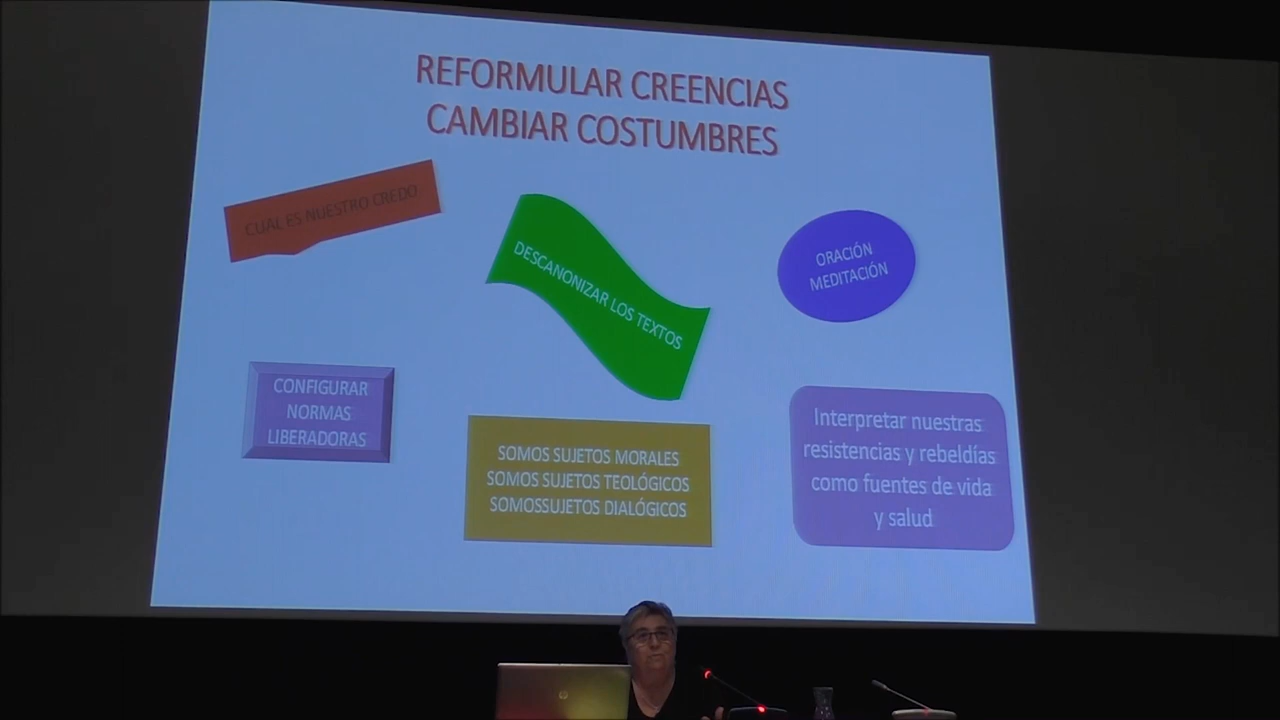 REFORMULAR CREENCIAS
CAMBIAR COSTUMBRES
CUAL ES NUESTRO CREDO
DESCANONIZAR LOS TEXTOS
ORACIÓN
MEDITACIÓN
CONFIGURAR
NORMAS
LIBERADORAS
SOMOS SUJETOS MORALES
SOMOS SUJETOS TEOLÓGICOS
SOMOSSUJETOS DIALÓGICOS
Interpretar nuestras
resistencias y rebeldías
como fuentes de vida
y salud
hp